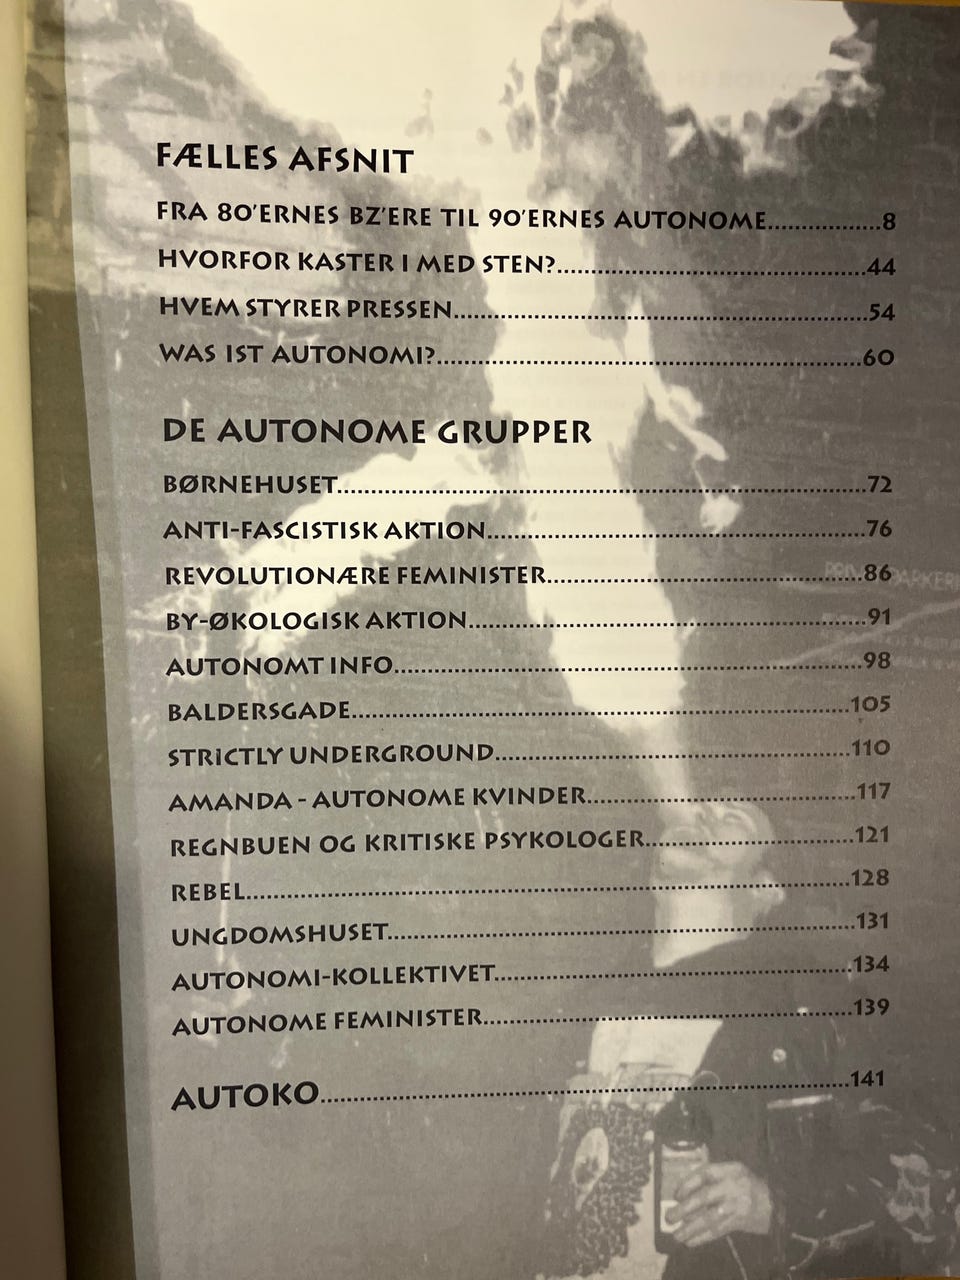 FÆLLES AFSNIT
FRA 80'ERNES BZ'ERE TIL 90'ERNES AUTONOME.................8
HVORFOR KASTER I MED STEN?..............................................44
HVEM STYRER PRESSEN..............................................................54
WAS IST AUTONOMI?................................................................60
DE AUTONOME GRUPPER
BØRNEHUSET...............................................................................72
ANTI-FASCISTISK AKTION.........................................................76
REVOLUTIONÆRE FEMINISTER...............................................86
BY-ØKOLOGISK AKTION............................................................91
AUTONOMT INFO.......................................................................98
BALDERSGADE...........................................................................105
STRICTLY UNDERGROUND.....................................................110
AMANDA - AUTONOME KVINDER........................................117
REGNBUEN OG KRITISKE PSYKOLOGER...............................121
REBEL...........................................................................................128
UNGDOMSHUSET......................................................................131
AUTONOMI-KOLLEKTIVET.....................................................134
AUTONOME FEMINISTER........................................................139
AUTOKO................................................................................141